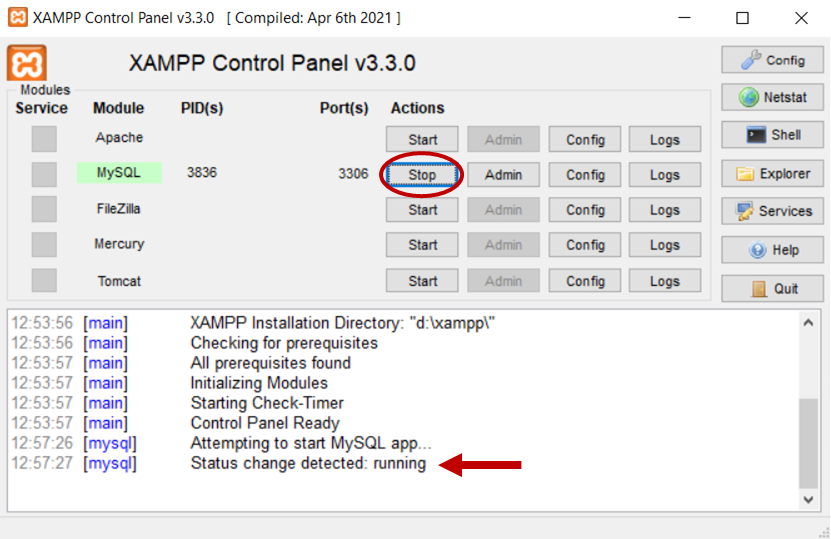 XAMPP Control Panel v3.3.0 [ Compiled: Apr 6th 2021 ]
XAMPP Control Panel v3.3.0
Config
Modules
Service Module PID(s) Port(s) Actions
Netstat
Apache Start Admin Config Logs
Shell
MySQL 3836 3306 Stop Admin Config Logs
Explorer
FileZilla Start Admin Config Logs
Services
Mercury Start Admin Config Logs
Help
Tomcat Start Admin Config Logs
Quit
12:53:56 [main] XAMPP Installation Directory: "d:\xampp\"
12:53:56 [main] Checking for prerequisites
12:53:57 [main] All prerequisites found
12:53:57 [main] Initializing Modules
12:53:57 [main] Starting Check-Timer
12:53:57 [main] Control Panel Ready
12:57:26 [mysql] Attempting to start MySQL app...
12:57:27 [mysql] Status change detected: running